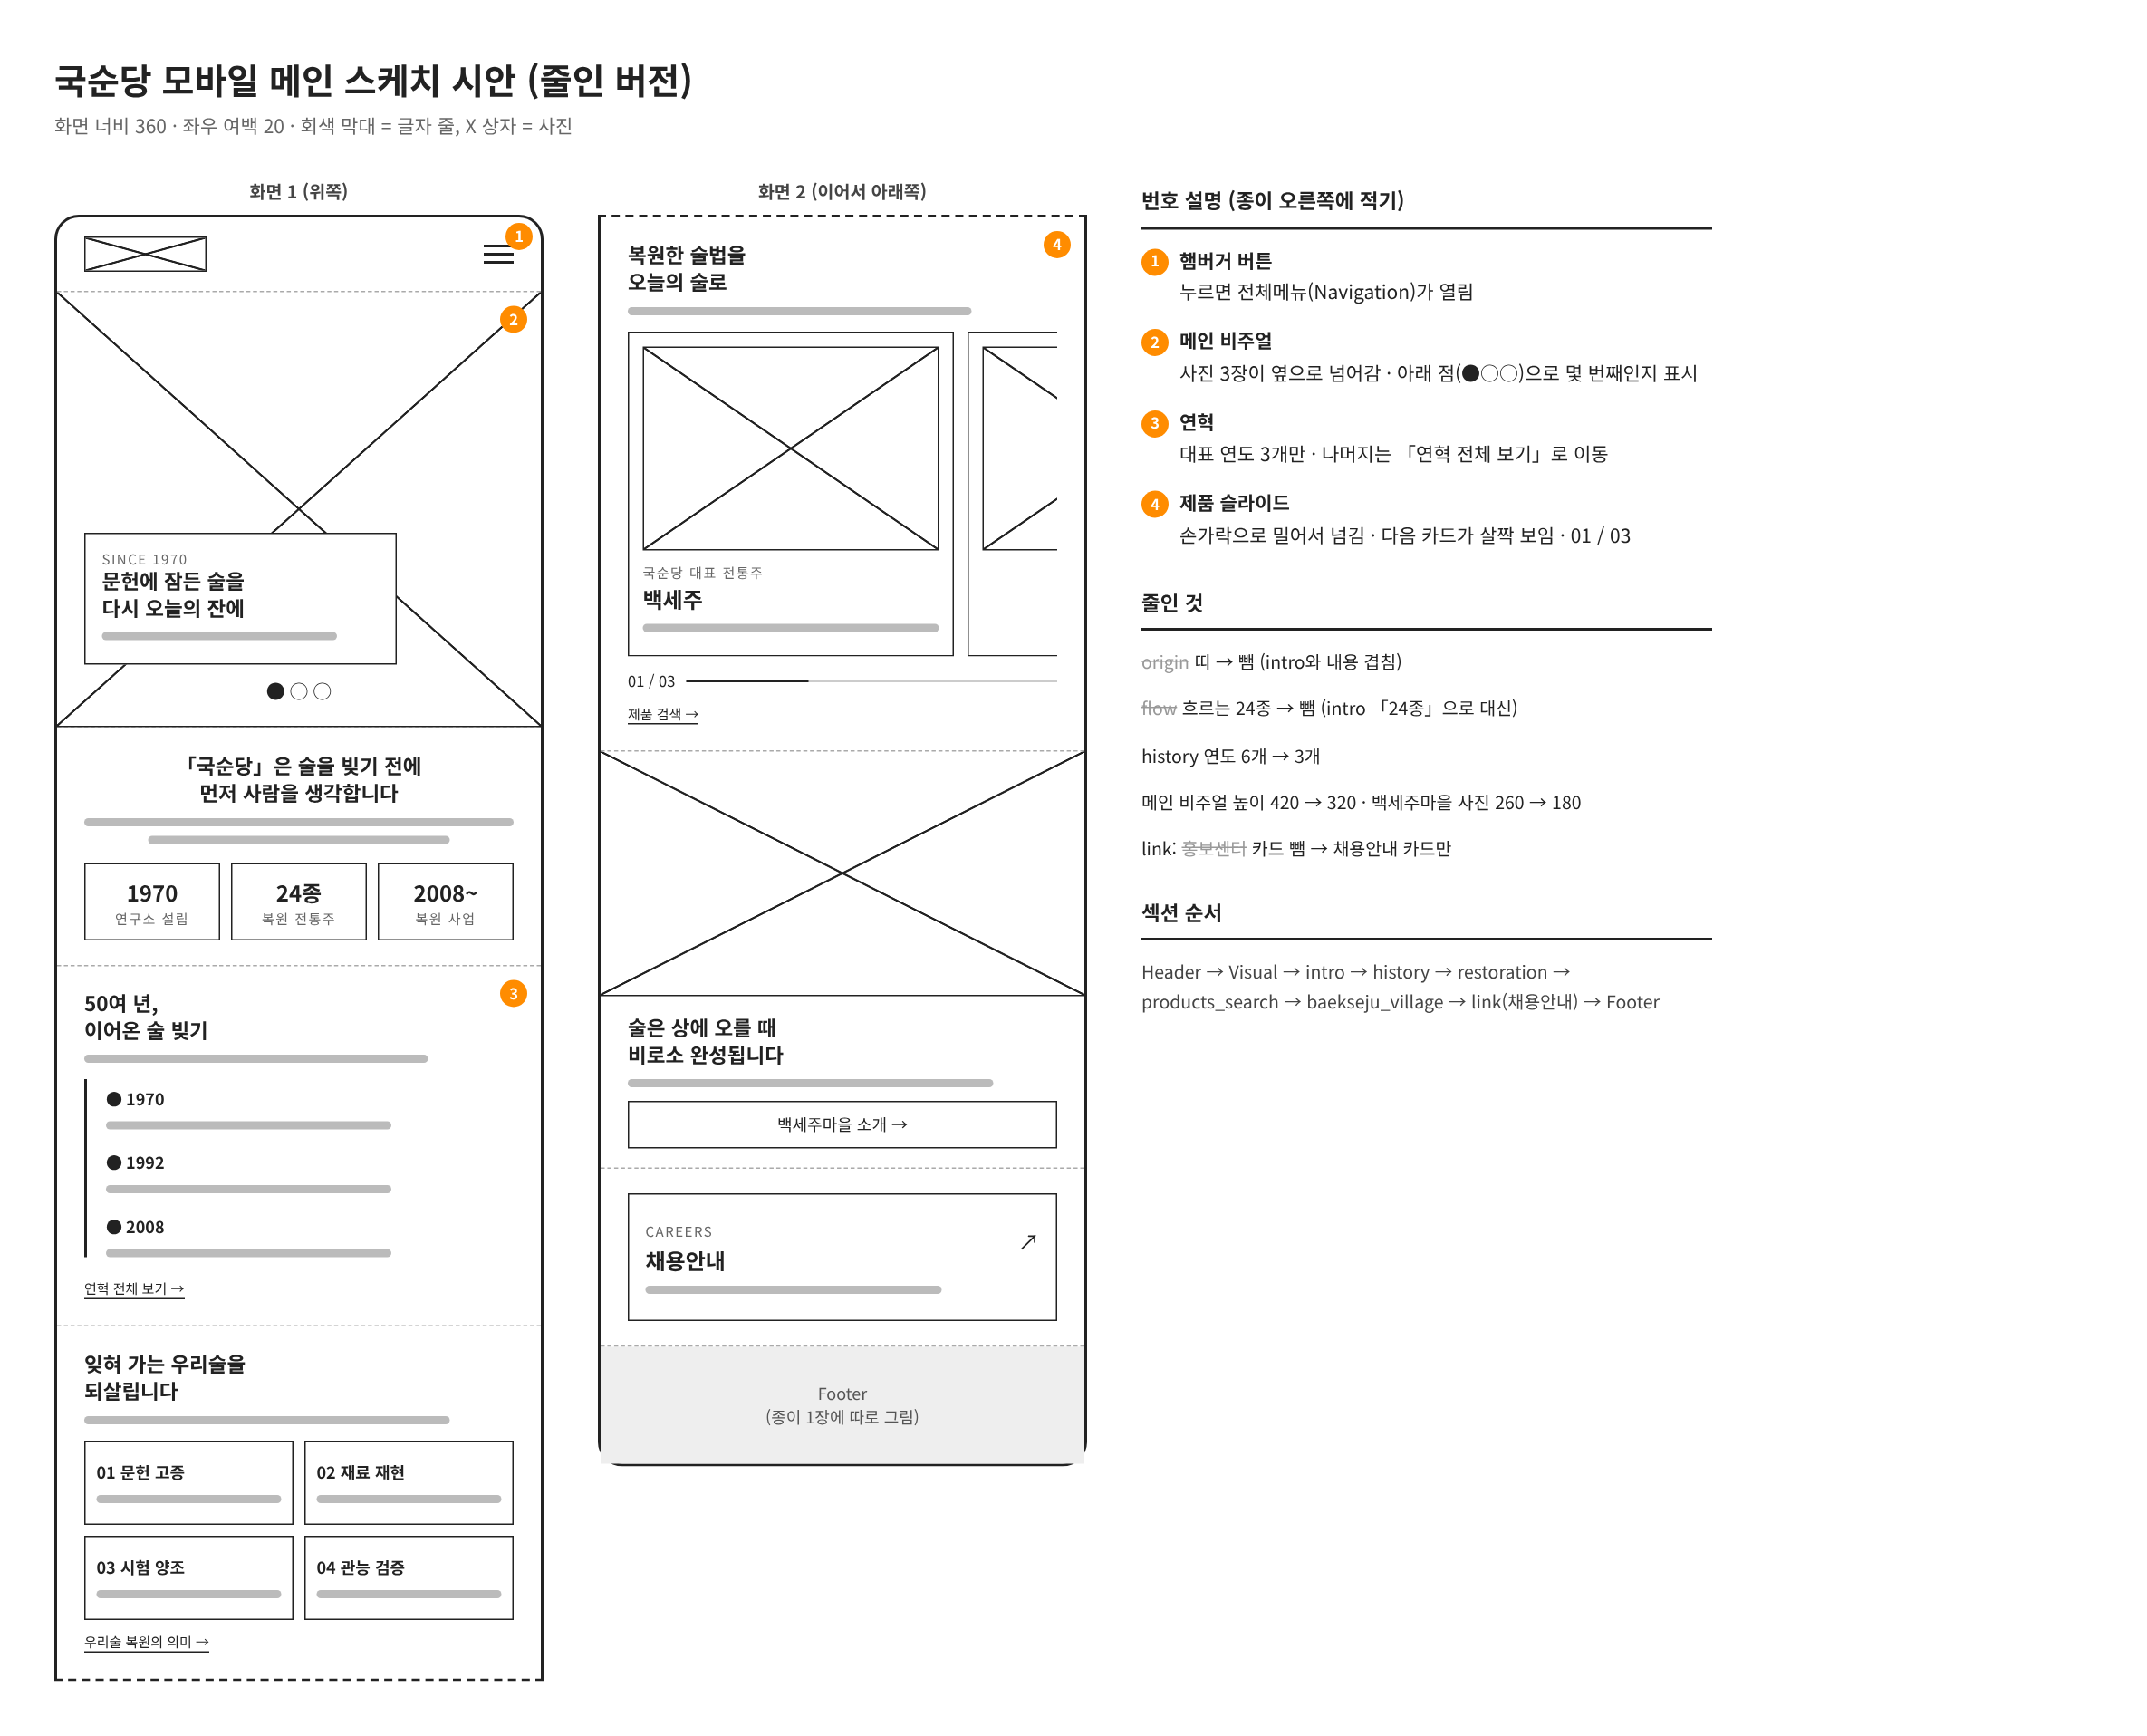 국순당 모바일 메인 스케치 시안 (줄인 버전)
화면 너비 360 · 좌우 여백 20 · 회색 막대 = 글자 줄, X 상자 = 사진
화면 1 (위쪽)
1
2
SINCE 1970
문헌에 잠든 술을
다시 오늘의 잔에
「국순당」은 술을 빚기 전에
먼저 사람을 생각합니다
1970
연구소 설립
24종
복원 전통주
2008~
복원 사업
3
50여 년,
이어온 술 빚기
1970
1992
2008
연혁 전체 보기 →
잊혀 가는 우리술을
되살립니다
01 문헌 고증
02 재료 재현
03 시험 양조
04 관능 검증
우리술 복원의 의미 →
화면 2 (이어서 아래쪽)
4
복원한 술법을
오늘의 술로
국순당 대표 전통주
백세주
01 / 03
제품 검색 →
술은 상에 오를 때
비로소 완성됩니다
백세주마을 소개 →
CAREERS
채용안내
↗
Footer
(종이 1장에 따로 그림)
번호 설명 (종이 오른쪽에 적기)
1 햄버거 버튼
누르면 전체메뉴(Navigation)가 열림
2 메인 비주얼
사진 3장이 옆으로 넘어감 · 아래 점(●○○)으로 몇 번째인지 표시
3 연혁
대표 연도 3개만 · 나머지는 「연혁 전체 보기」로 이동
4 제품 슬라이드
손가락으로 밀어서 넘김 · 다음 카드가 살짝 보임 · 01 / 03
줄인 것
origin 띠 → 뺌 (intro와 내용 겹침)
flow 흐르는 24종 → 뺌 (intro 「24종」으로 대신)
history 연도 6개 → 3개
메인 비주얼 높이 420 → 320 · 백세주마을 사진 260 → 180
link: 홍보센터 카드 뺌 → 채용안내 카드만
섹션 순서
Header → Visual → intro → history → restoration →
products_search → baekseju_village → link(채용안내) → Footer